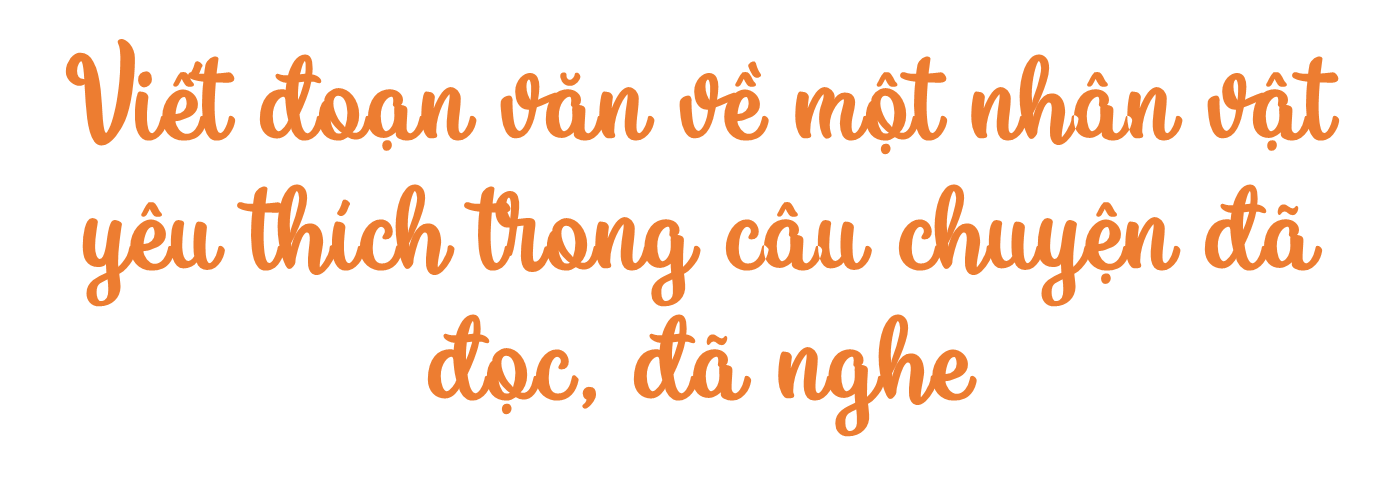 Viết đoạn văn về một nhân vật
yêu thích trong câu chuyện đã
đọc, đã nghe